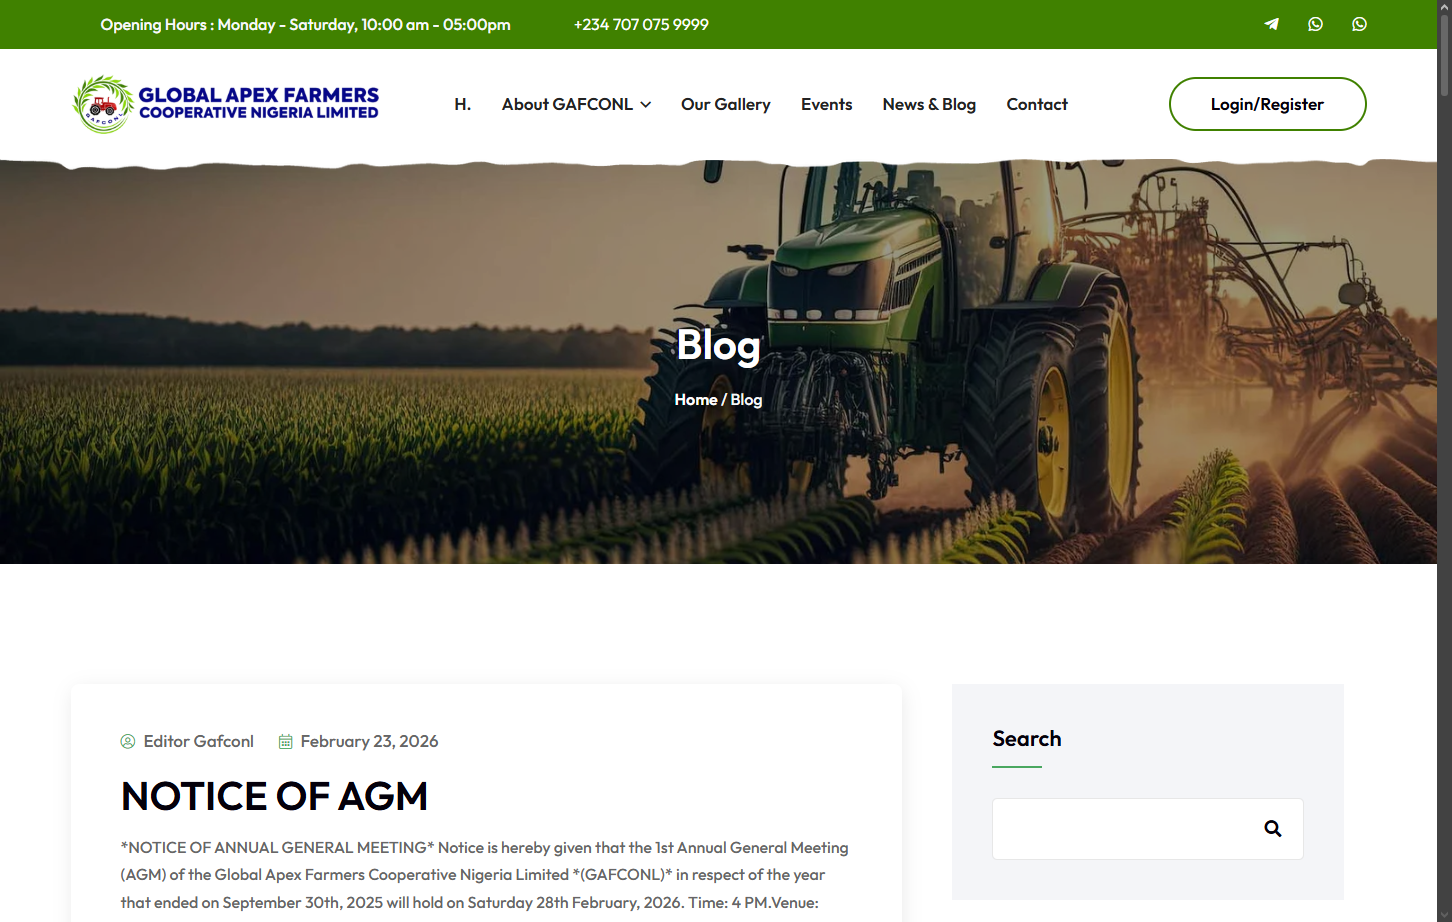 Opening Hours : Monday - Saturday, 10:00 am - 05:00pm
+234 707 075 9999
GAFCONL
GLOBAL APEX FARMERS
COOPERATIVE NIGERIA LIMITED
H.
About GAFCONL
Our Gallery
Events
News & Blog
Contact
Login/Register
Blog
Home / Blog
Editor Gafconl
February 23, 2026
NOTICE OF AGM
*NOTICE OF ANNUAL GENERAL MEETING* Notice is hereby given that the 1st Annual General Meeting
(AGM) of the Global Apex Farmers Cooperative Nigeria Limited *(GAFCONL)* in respect of the year
that ended on September 30th, 2025 will hold on Saturday 28th February, 2026. Time: 4 PM.Venue:
Search